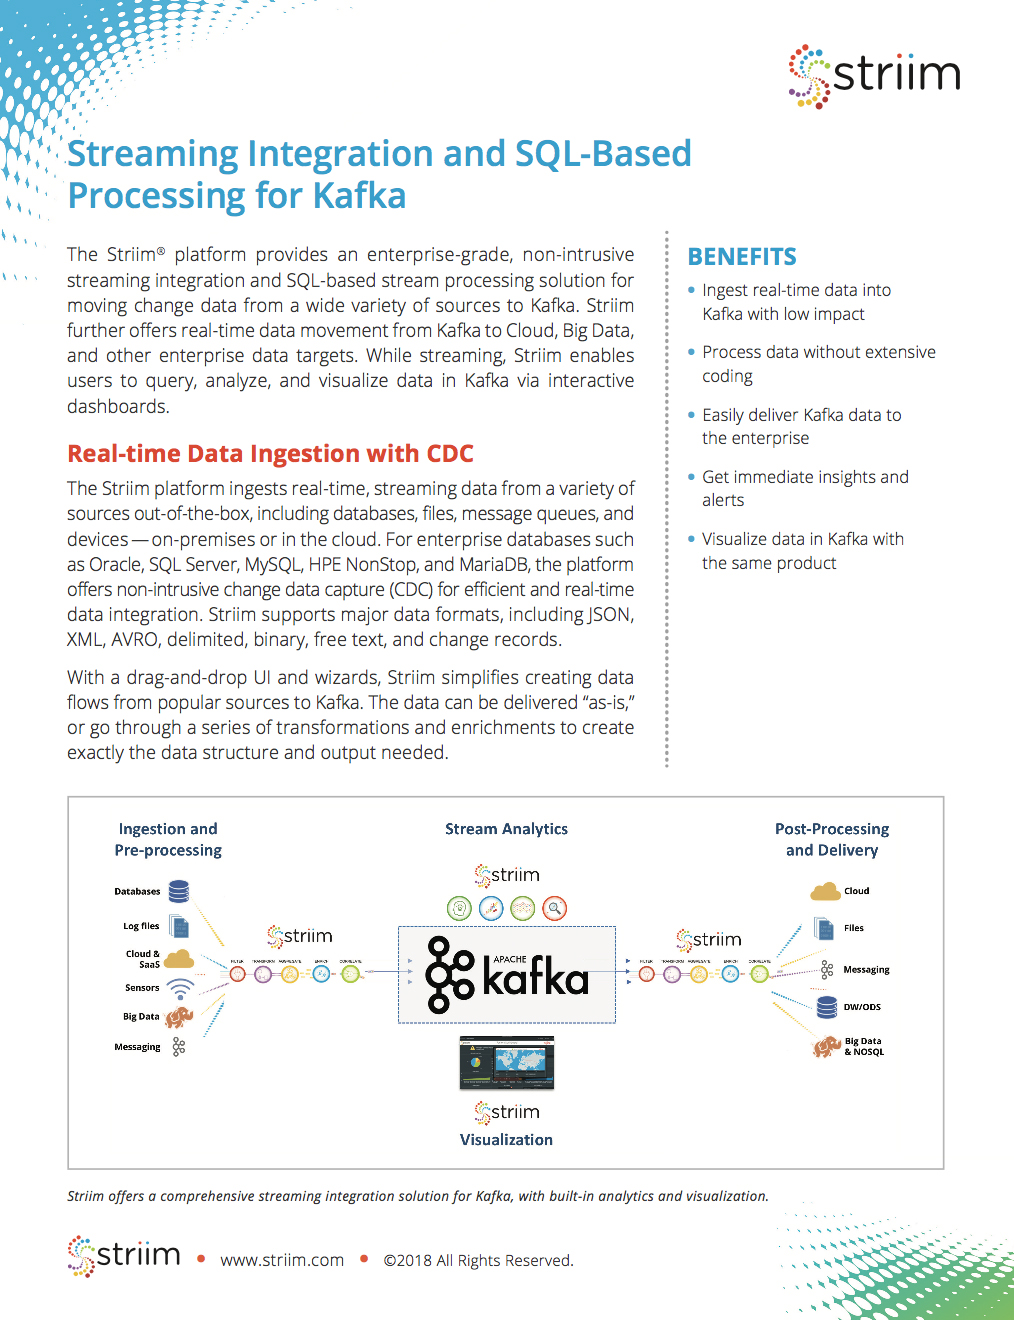 striim
Streaming Integration and SQL-Based
Processing for Kafka
The Striim® platform provides an enterprise-grade, non-intrusive
streaming integration and SQL-based stream processing solution for
moving change data from a wide variety of sources to Kafka. Striim
further offers real-time data movement from Kafka to Cloud, Big Data,
and other enterprise data targets. While streaming, Striim enables
users to query, analyze, and visualize data in Kafka via interactive
dashboards.
Real-time Data Ingestion with CDC
The Striim platform ingests real-time, streaming data from a variety of
sources out-of-the-box, including databases, files, message queues, and
devices — on-premises or in the cloud. For enterprise databases such
as Oracle, SQL Server, MySQL, HPE NonStop, and MariaDB, the platform
offers non-intrusive change data capture (CDC) for efficient and real-time
data integration. Striim supports major data formats, including JSON,
XML, AVRO, delimited, binary, free text, and change records.
With a drag-and-drop UI and wizards, Striim simplifies creating data
flows from popular sources to Kafka. The data can be delivered “as-is,”
or go through a series of transformations and enrichments to create
exactly the data structure and output needed.
BENEFITS
• Ingest real-time data into
Kafka with low impact
• Process data without extensive
coding
• Easily deliver Kafka data to
the enterprise
• Get immediate insights and
alerts
• Visualize data in Kafka with
the same product
Ingestion and
Pre-processing
Databases
Log files
Cloud &
SaaS
Sensors
Big Data
Messaging
striim
FILTER TRANSFORM AGGREGATE ENRICH CORRELATE
Stream Analytics
striim
APACHE
kafka
striim
Visualization
striim
FILTER TRANSFORM AGGREGATE ENRICH CORRELATE
Post-Processing
and Delivery
Cloud
Files
Messaging
DW/ODS
Big Data
& NOSQL
Striim offers a comprehensive streaming integration solution for Kafka, with built-in analytics and visualization.
striim • www.striim.com • ©2018 All Rights Reserved.